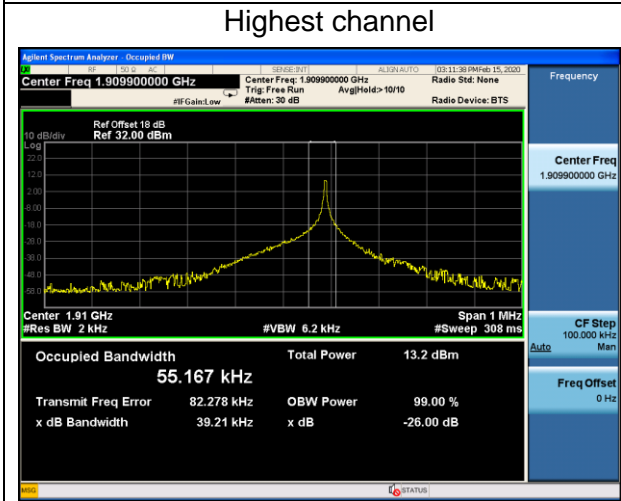 Highest channel
Agilent Spectrum Analyzer - Occupied BW
RF 50 Ω AC SENSE:INT ALIGN AUTO 03:11:38 PM Feb 15, 2020
Center Freq 1.909900000 GHz Center Freq: 1.909900000 GHz Radio Std: None
Trig: Free Run Avg|Hold:> 10/10
#IFGain:Low #Atten: 30 dB Radio Device: BTS
Ref Offset 18 dB
10 dB/div Ref 32.00 dBm
Log
22.0
12.0
2.00
-8.00
-18.0
-28.0
-38.0
-48.0
-58.0
Center 1.91 GHz Span 1 MHz
#Res BW 2 kHz #VBW 6.2 kHz #Sweep 308 ms
Occupied Bandwidth Total Power 13.2 dBm
55.167 kHz
Transmit Freq Error 82.278 kHz OBW Power 99.00 %
x dB Bandwidth 39.21 kHz x dB -26.00 dB
Frequency
Center Freq
1.909900000 GHz
CF Step
100.000 kHz
Auto Man
Freq Offset
0 Hz
MSG STATUS